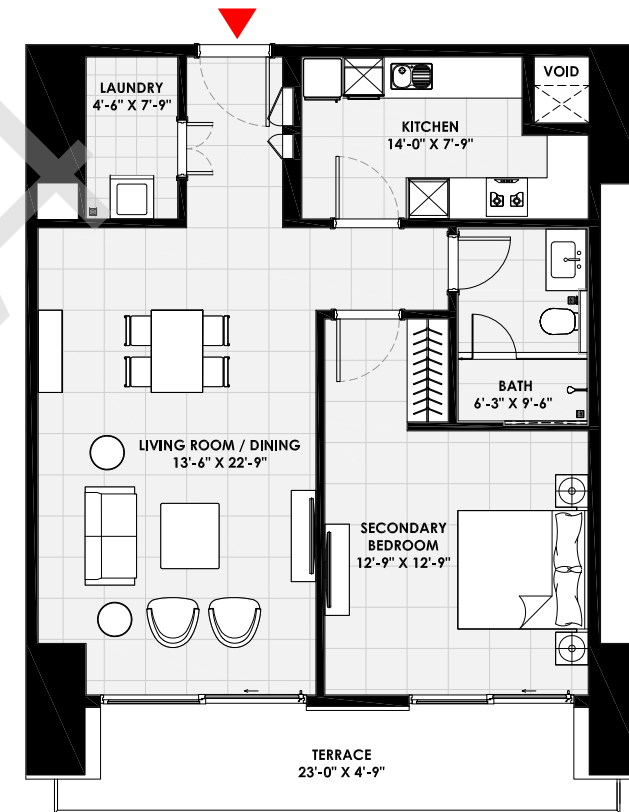 LAUNDRY
4'-6" X 7'-9"
VOID
KITCHEN
14'-0" X 7'-9"
BATH
6'-3" X 9'-6"
LIVING ROOM / DINING
13'-6" X 22'-9"
SECONDARY
BEDROOM
12'-9" X 12'-9"
TERRACE
23'-0" X 4'-9"